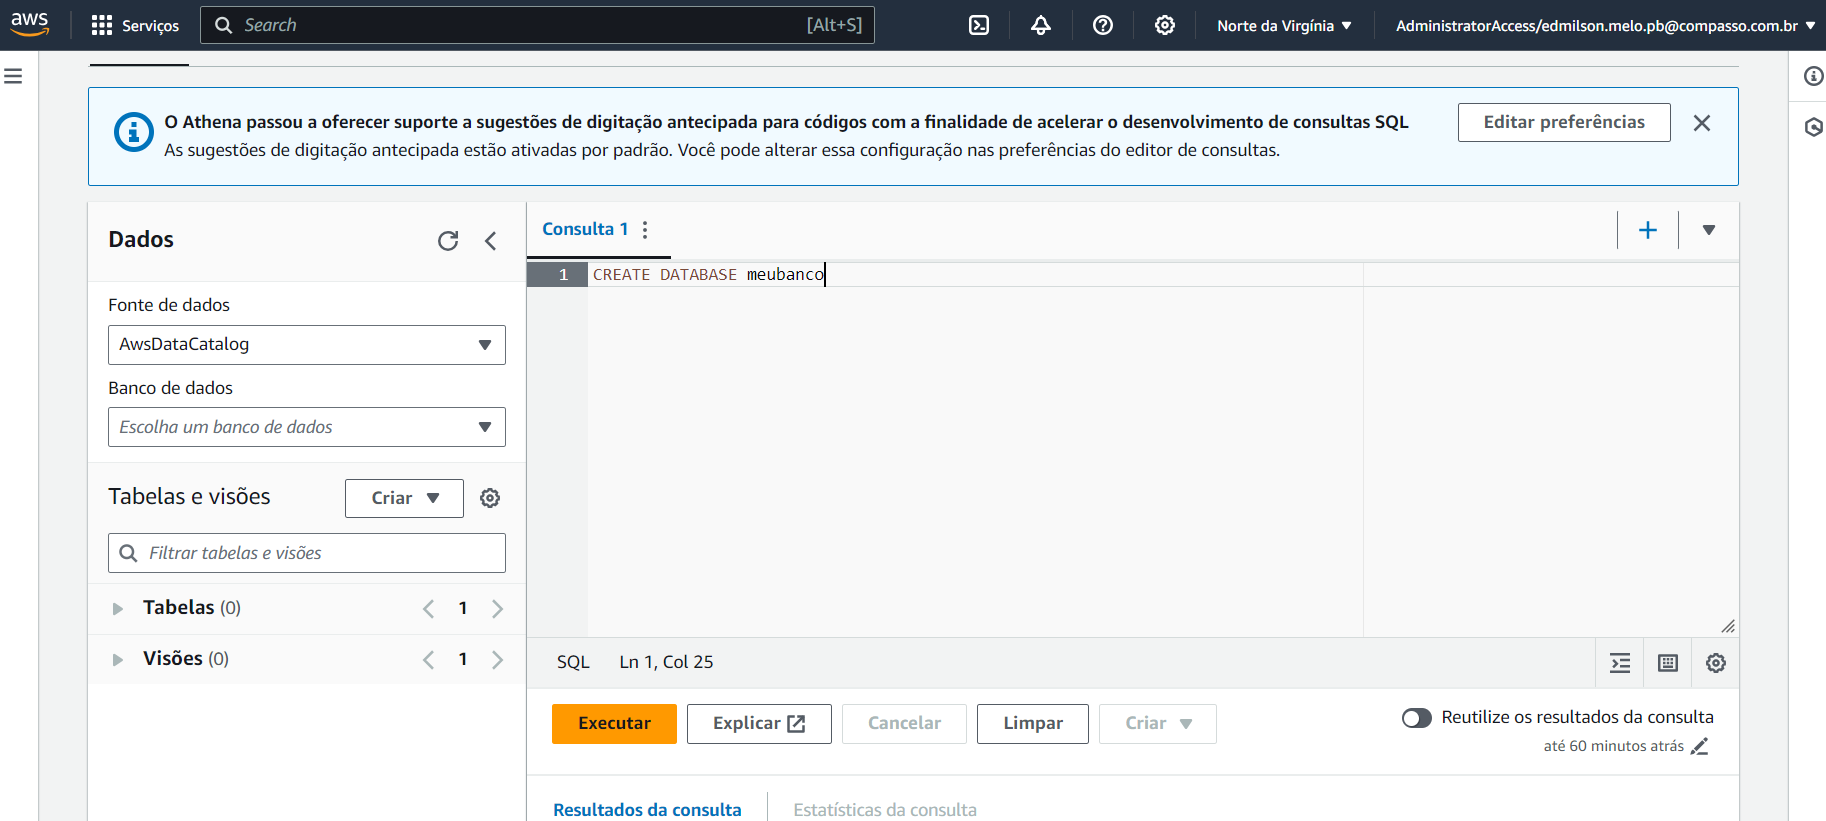 aws
Serviços
Search
[Alt+S]
Norte da Virgínia
AdministratorAccess/edmilson.melo.pb@compasso.com.br
O Athena passou a oferecer suporte a sugestões de digitação antecipada para códigos com a finalidade de acelerar o desenvolvimento de consultas SQL
As sugestões de digitação antecipada estão ativadas por padrão. Você pode alterar essa configuração nas preferências do editor de consultas.
Editar preferências
Dados
Fonte de dados
AwsDataCatalog
Banco de dados
Escolha um banco de dados
Tabelas e visões
Criar
Filtrar tabelas e visões
Tabelas (0)
1
Visões (0)
1
Consulta 1
1 CREATE DATABASE meubanco
SQL
Ln 1, Col 25
Executar
Explicar
Cancelar
Limpar
Criar
Reutilize os resultados da consulta
até 60 minutos atrás
Resultados da consulta
Estatísticas da consulta